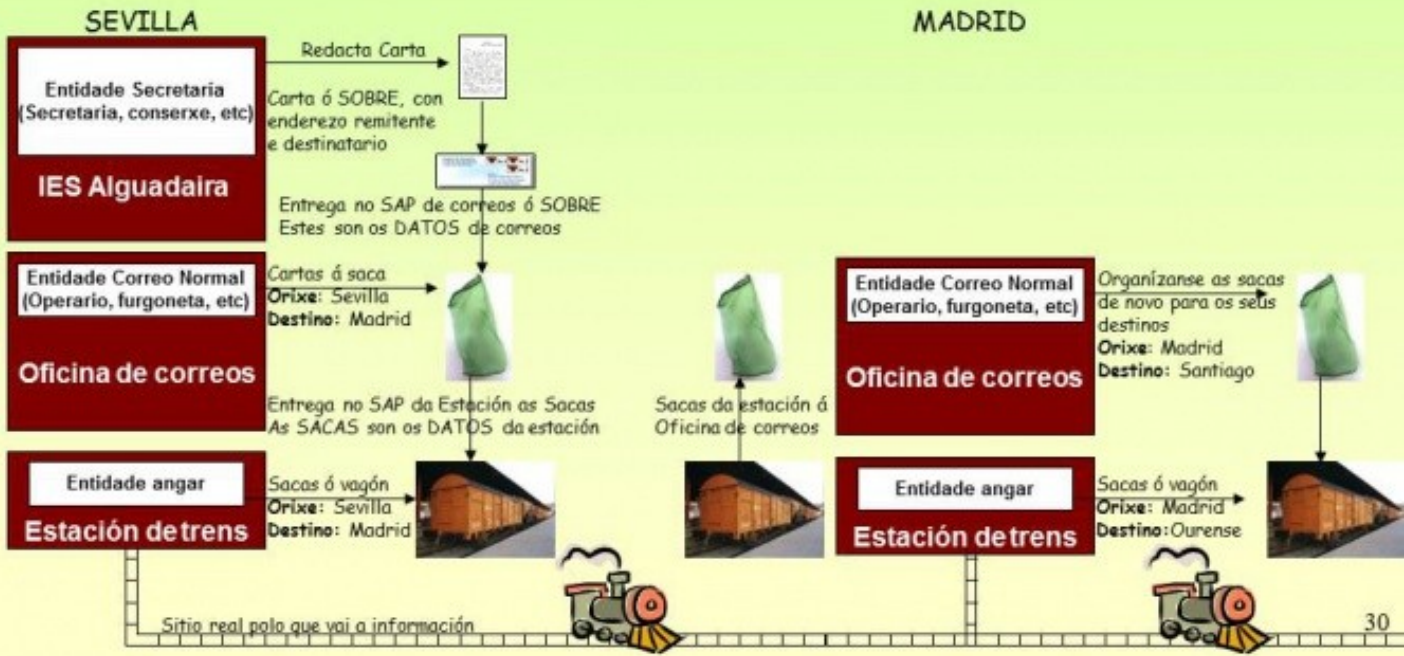 SEVILLA
MADRID
Entidade Secretaria
(Secretaria, conserxe, etc)
IES Alguadaira
Redacta Carta
Carta ó SOBRE, con
enderezo remitente
e destinatario
Entrega no SAP de correos ó SOBRE
Estes son os DATOS de correos
Entidade Correo Normal
(Operario, furgoneta, etc)
Oficina de correos
Cartas á saca
Orixe: Sevilla
Destino: Madrid
Entrega no SAP da Estación as Sacas
As SACAS son os DATOS da estación
Sacas da estación á
Oficina de correos
Entidade Correo Normal
(Operario, furgoneta, etc)
Oficina de correos
Organízanse as sacas
de novo para os seus
destinos
Orixe: Madrid
Destino: Santiago
Entidade angar
Estación de trens
Sacas ó vagón
Orixe: Sevilla
Destino: Madrid
Entidade angar
Estación de trens
Sacas ó vagón
Orixe: Madrid
Destino:Ourense
Sitio real polo que vai a información
30